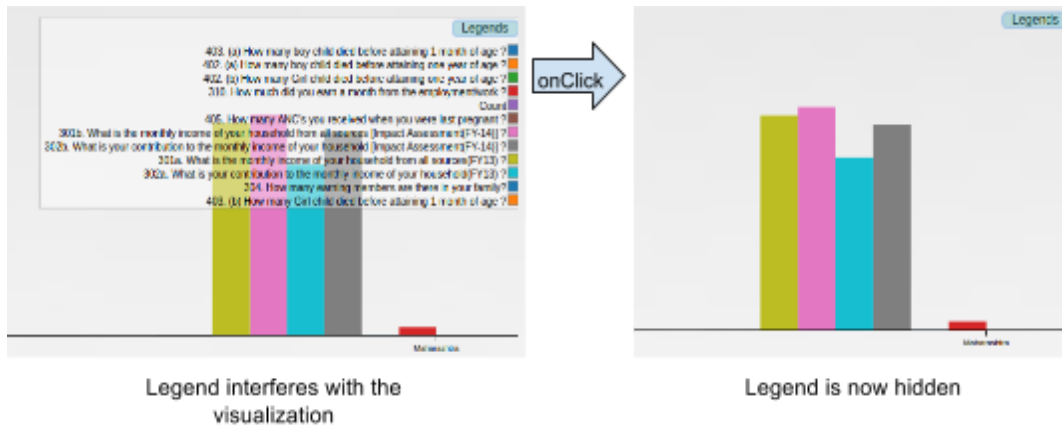 Legends
403. (a) How many boy child died before attaining 1 month of age ?
402. (a) How many boy child died before attaining one year of age ?
402. (b) How many Girl child died before attaining one year of age ?
310. How much did you earn a month from the employment/work ?
Count
405. How many ANC's you received when you were last pregnant ?
301b. What is the monthly income of your household from all sources [Impact Assessment(FY-14)] ?
302b. What is your contribution to the monthly income of your household [Impact Assessment(FY-14)] ?
301a. What is the monthly income of your household from all sources(FY13) ?
302a. What is your contribution to the monthly income of your household(FY13) ?
304. How many earning members are there in your family?
403. (b) How many Girl child died before attaining 1 month of age ?
Maharashtra
Legend interferes with the
visualization
onClick
Legends
Maharashtra
Legend is now hidden